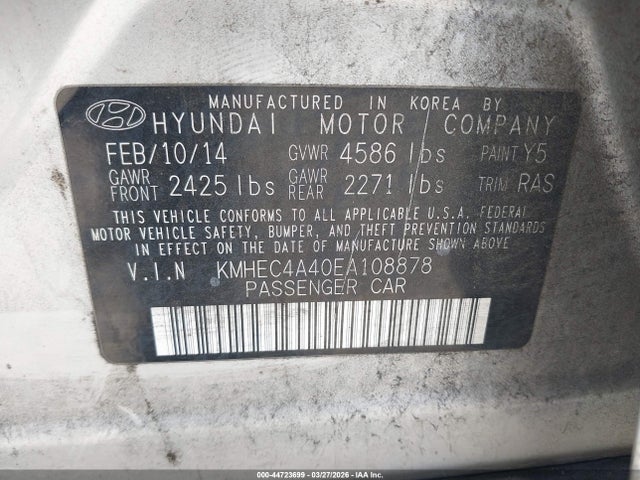 MANUFACTURED IN KOREA BY
HYUNDAI MOTOR COMPANY
FEB/10/14 GVWR 4586 lbs PAINT Y5
GAWR FRONT 2425 lbs GAWR REAR 2271 lbs TRIM RAS
THIS VEHICLE CONFORMS TO ALL APPLICABLE U.S.A. FEDERAL
MOTOR VEHICLE SAFETY, BUMPER, AND THEFT PREVENTION STANDARDS
IN EFFECT ON THE DATE OF MANUFACTURE SHOWN ABOVE
V.I.N KMHEC4A40EA108878
PASSENGER CAR
000-44723699 | 03/27/2026 | IAAI.COM